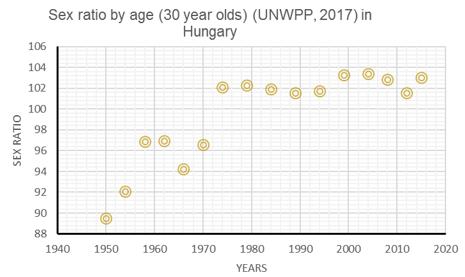 Sex ratio by age (30 year olds) (UNWPP, 2017) in
Hungary
106
104
102
100
98
96
94
92
90
88
SEX RATIO
1940 1950 1960 1970 1980 1990 2000 2010 2020
YEARS